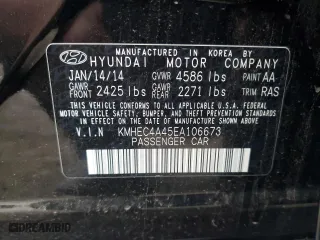 MANUFACTURED IN KOREA BY
HYUNDAI MOTOR COMPANY
JAN/14/14 GVWR 4586 lbs PAINT AA
GAWR FRONT 2425 lbs GAWR REAR 2271 lbs TRIM RAS
THIS VEHICLE CONFORMS TO ALL APPLICABLE U.S.A. FEDERAL
MOTOR VEHICLE SAFETY, BUMPER, AND THEFT PREVENTION
STANDARDS IN EFFECT ON THE DATE OF MANUFACTURE SHOWN ABOVE.
V.I.N KMHEC4A45EA106673
PASSENGER CAR